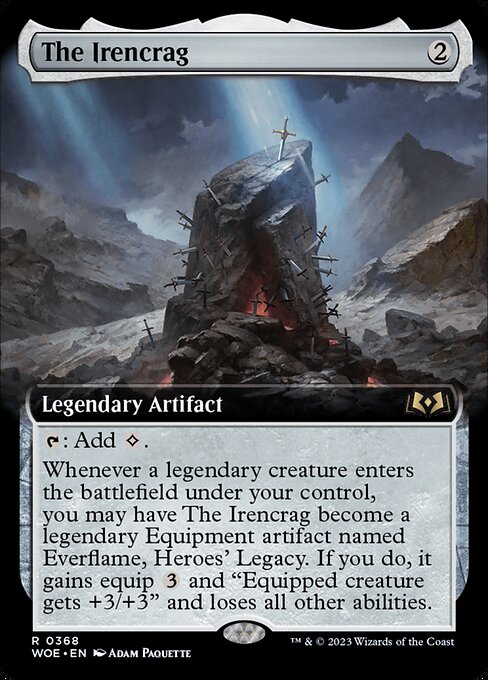 The Irencrag 2
Legendary Artifact
: Add .
Whenever a legendary creature enters
the battlefield under your control,
you may have The Irencrag become a
legendary Equipment artifact named
Everflame, Heroes’ Legacy. If you do, it
gains equip 3 and “Equipped creature
gets +3/+3” and loses all other abilities.
R 0368
WOE • EN Adam Paquette
™ & © 2023 Wizards of the Coast